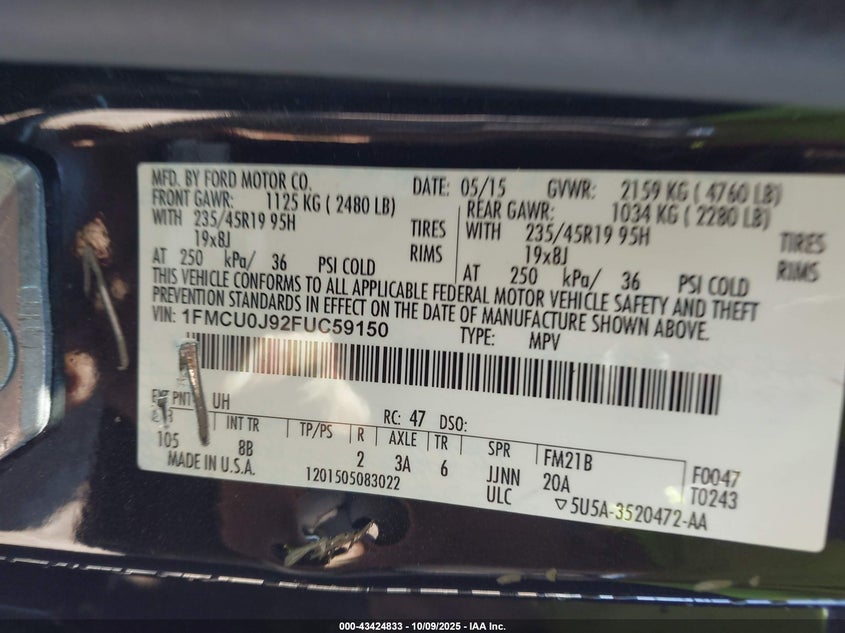 MFD. BY FORD MOTOR CO. DATE: 05/15 GVWR: 2159 KG ( 4760 LB)
FRONT GAWR: 1125 KG ( 2480 LB) REAR GAWR: 1034 KG ( 2280 LB)
WITH 235/45R19 95H TIRES WITH 235/45R19 95H TIRES
19x8J RIMS 19x8J RIMS
AT 250 kPa/ 36 PSI COLD AT 250 kPa/ 36 PSI COLD
THIS VEHICLE CONFORMS TO ALL APPLICABLE FEDERAL MOTOR VEHICLE SAFETY AND THEFT
PREVENTION STANDARDS IN EFFECT ON THE DATE OF MANUFACTURE SHOWN ABOVE.
VIN: 1FMCU0J92FUC59150 TYPE: MPV
EXT PNT UH RC: 47 DSO:
105 INT TR TP/PS R AXLE TR SPR FM21B F0047
8B 2 3A 6 JJNN 20A T0243
MADE IN U.S.A. 1201505083022 ULC ▽5U5A-3520472-AA
000-43424833 | 10/09/2025 - IAA Inc.